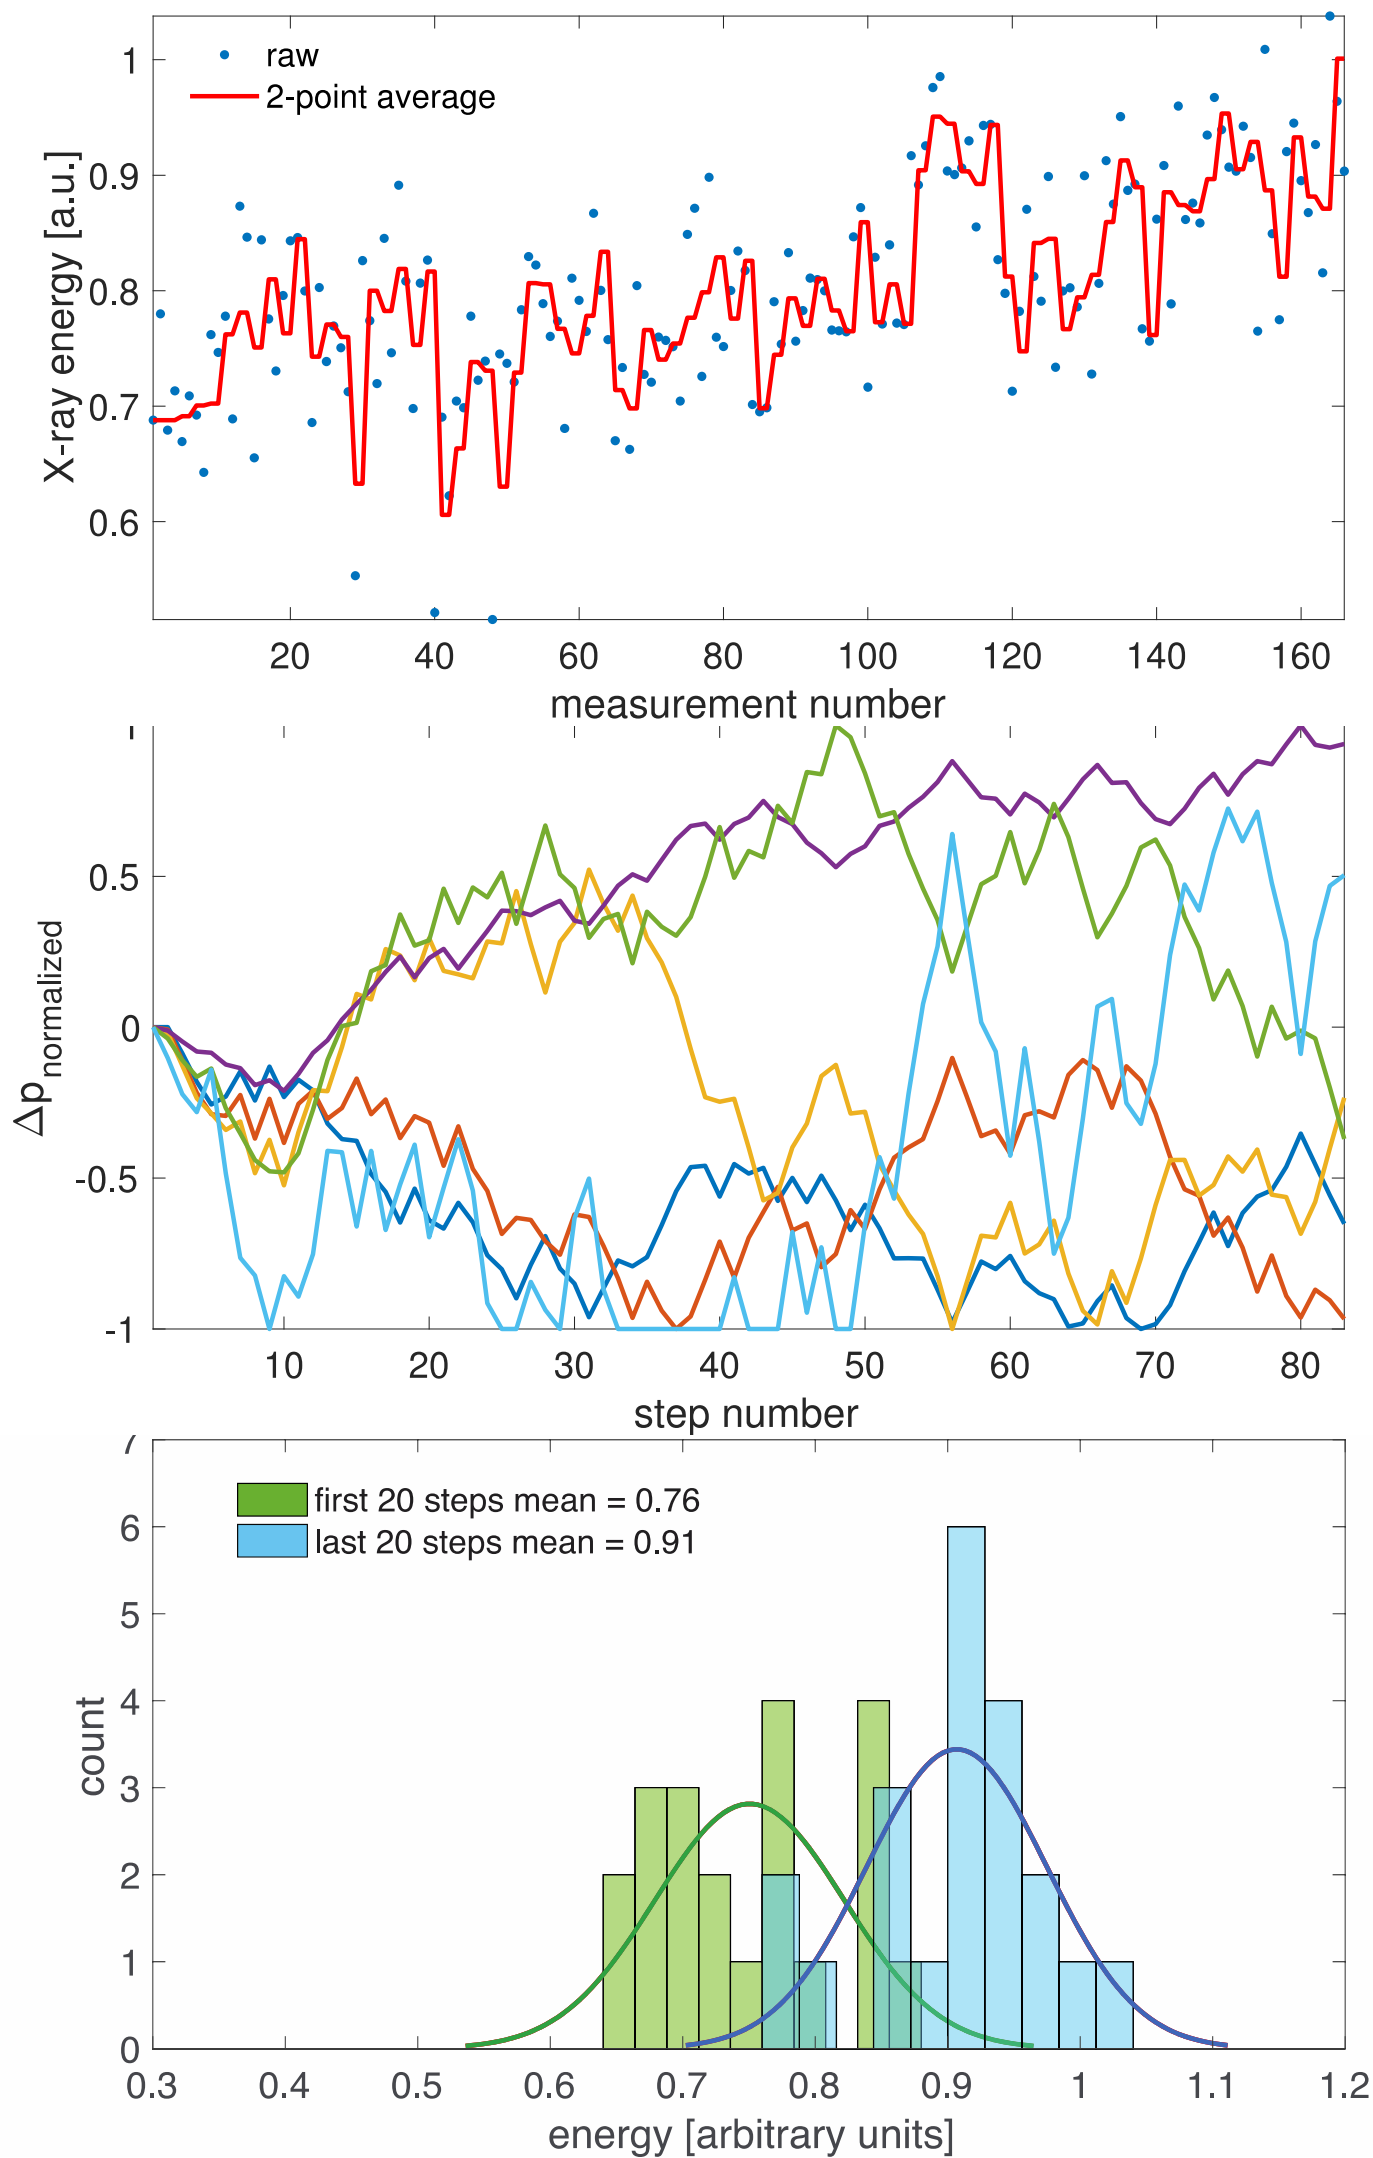 raw
2-point average
X-ray energy [a.u.]
1
0.9
0.8
0.7
0.6
20 40 60 80 100 120 140 160
measurement number
Δp normalized
0.5
0
-0.5
-1
10 20 30 40 50 60 70 80
step number
7
first 20 steps mean = 0.76
last 20 steps mean = 0.91
count
6
5
4
3
2
1
0
0.3 0.4 0.5 0.6 0.7 0.8 0.9 1 1.1 1.2
energy [arbitrary units]